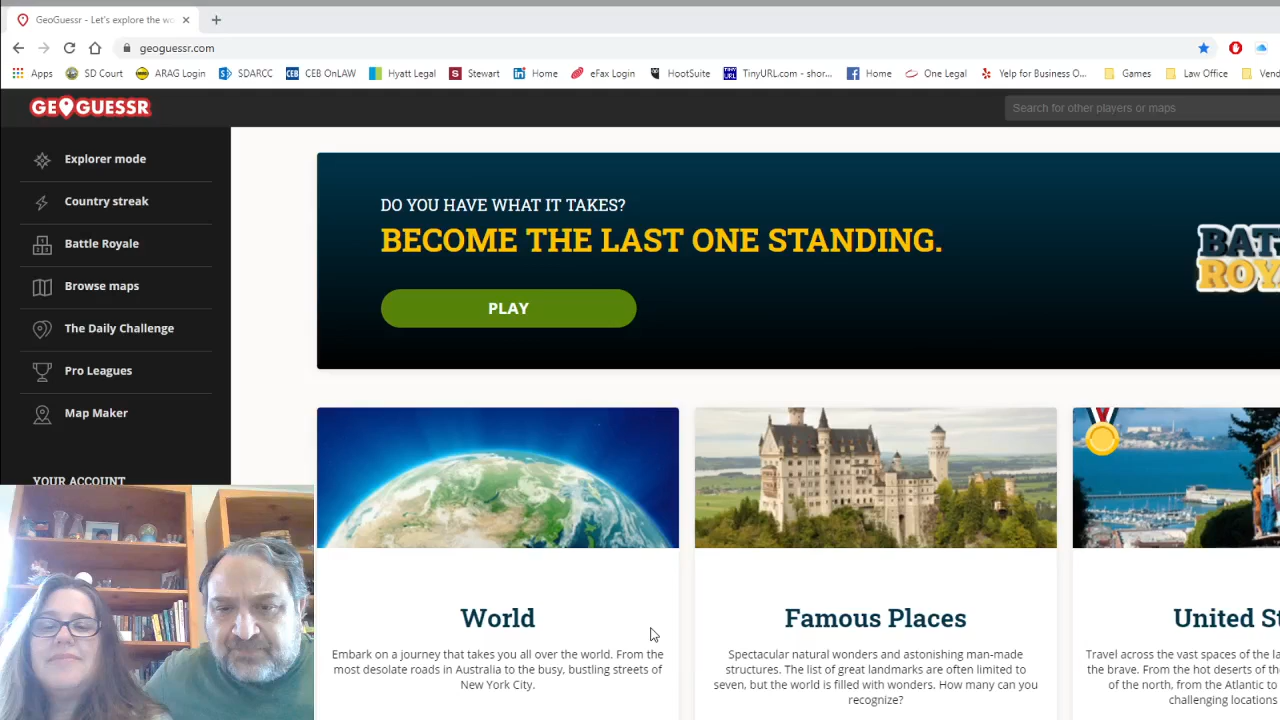 GeoGuessr - Let's explore the wo
geoguessr.com
Apps SD Court ARAG Login SDARCC CEB OnLAW Hyatt Legal Stewart Home eFax Login HootSuite TinyURL.com - shor... Home One Legal Yelp for Business O... Games Law Office Vend
GEOGUESSR
Search for other players or maps
Explorer mode
Country streak
Battle Royale
Browse maps
The Daily Challenge
Pro Leagues
Map Maker
YOUR ACCOUNT
DO YOU HAVE WHAT IT TAKES?
BECOME THE LAST ONE STANDING.
PLAY
BAT
ROY
World
Embark on a journey that takes you all over the world. From the
most desolate roads in Australia to the busy, bustling streets of
New York City.
Famous Places
Spectacular natural wonders and astonishing man-made
structures. The list of great landmarks are often limited to
seven, but the world is filled with wonders. How many can you
recognize?
United St
Travel across the vast spaces of the la
the brave. From the hot deserts of th
of the north, from the Atlantic to
challenging locations